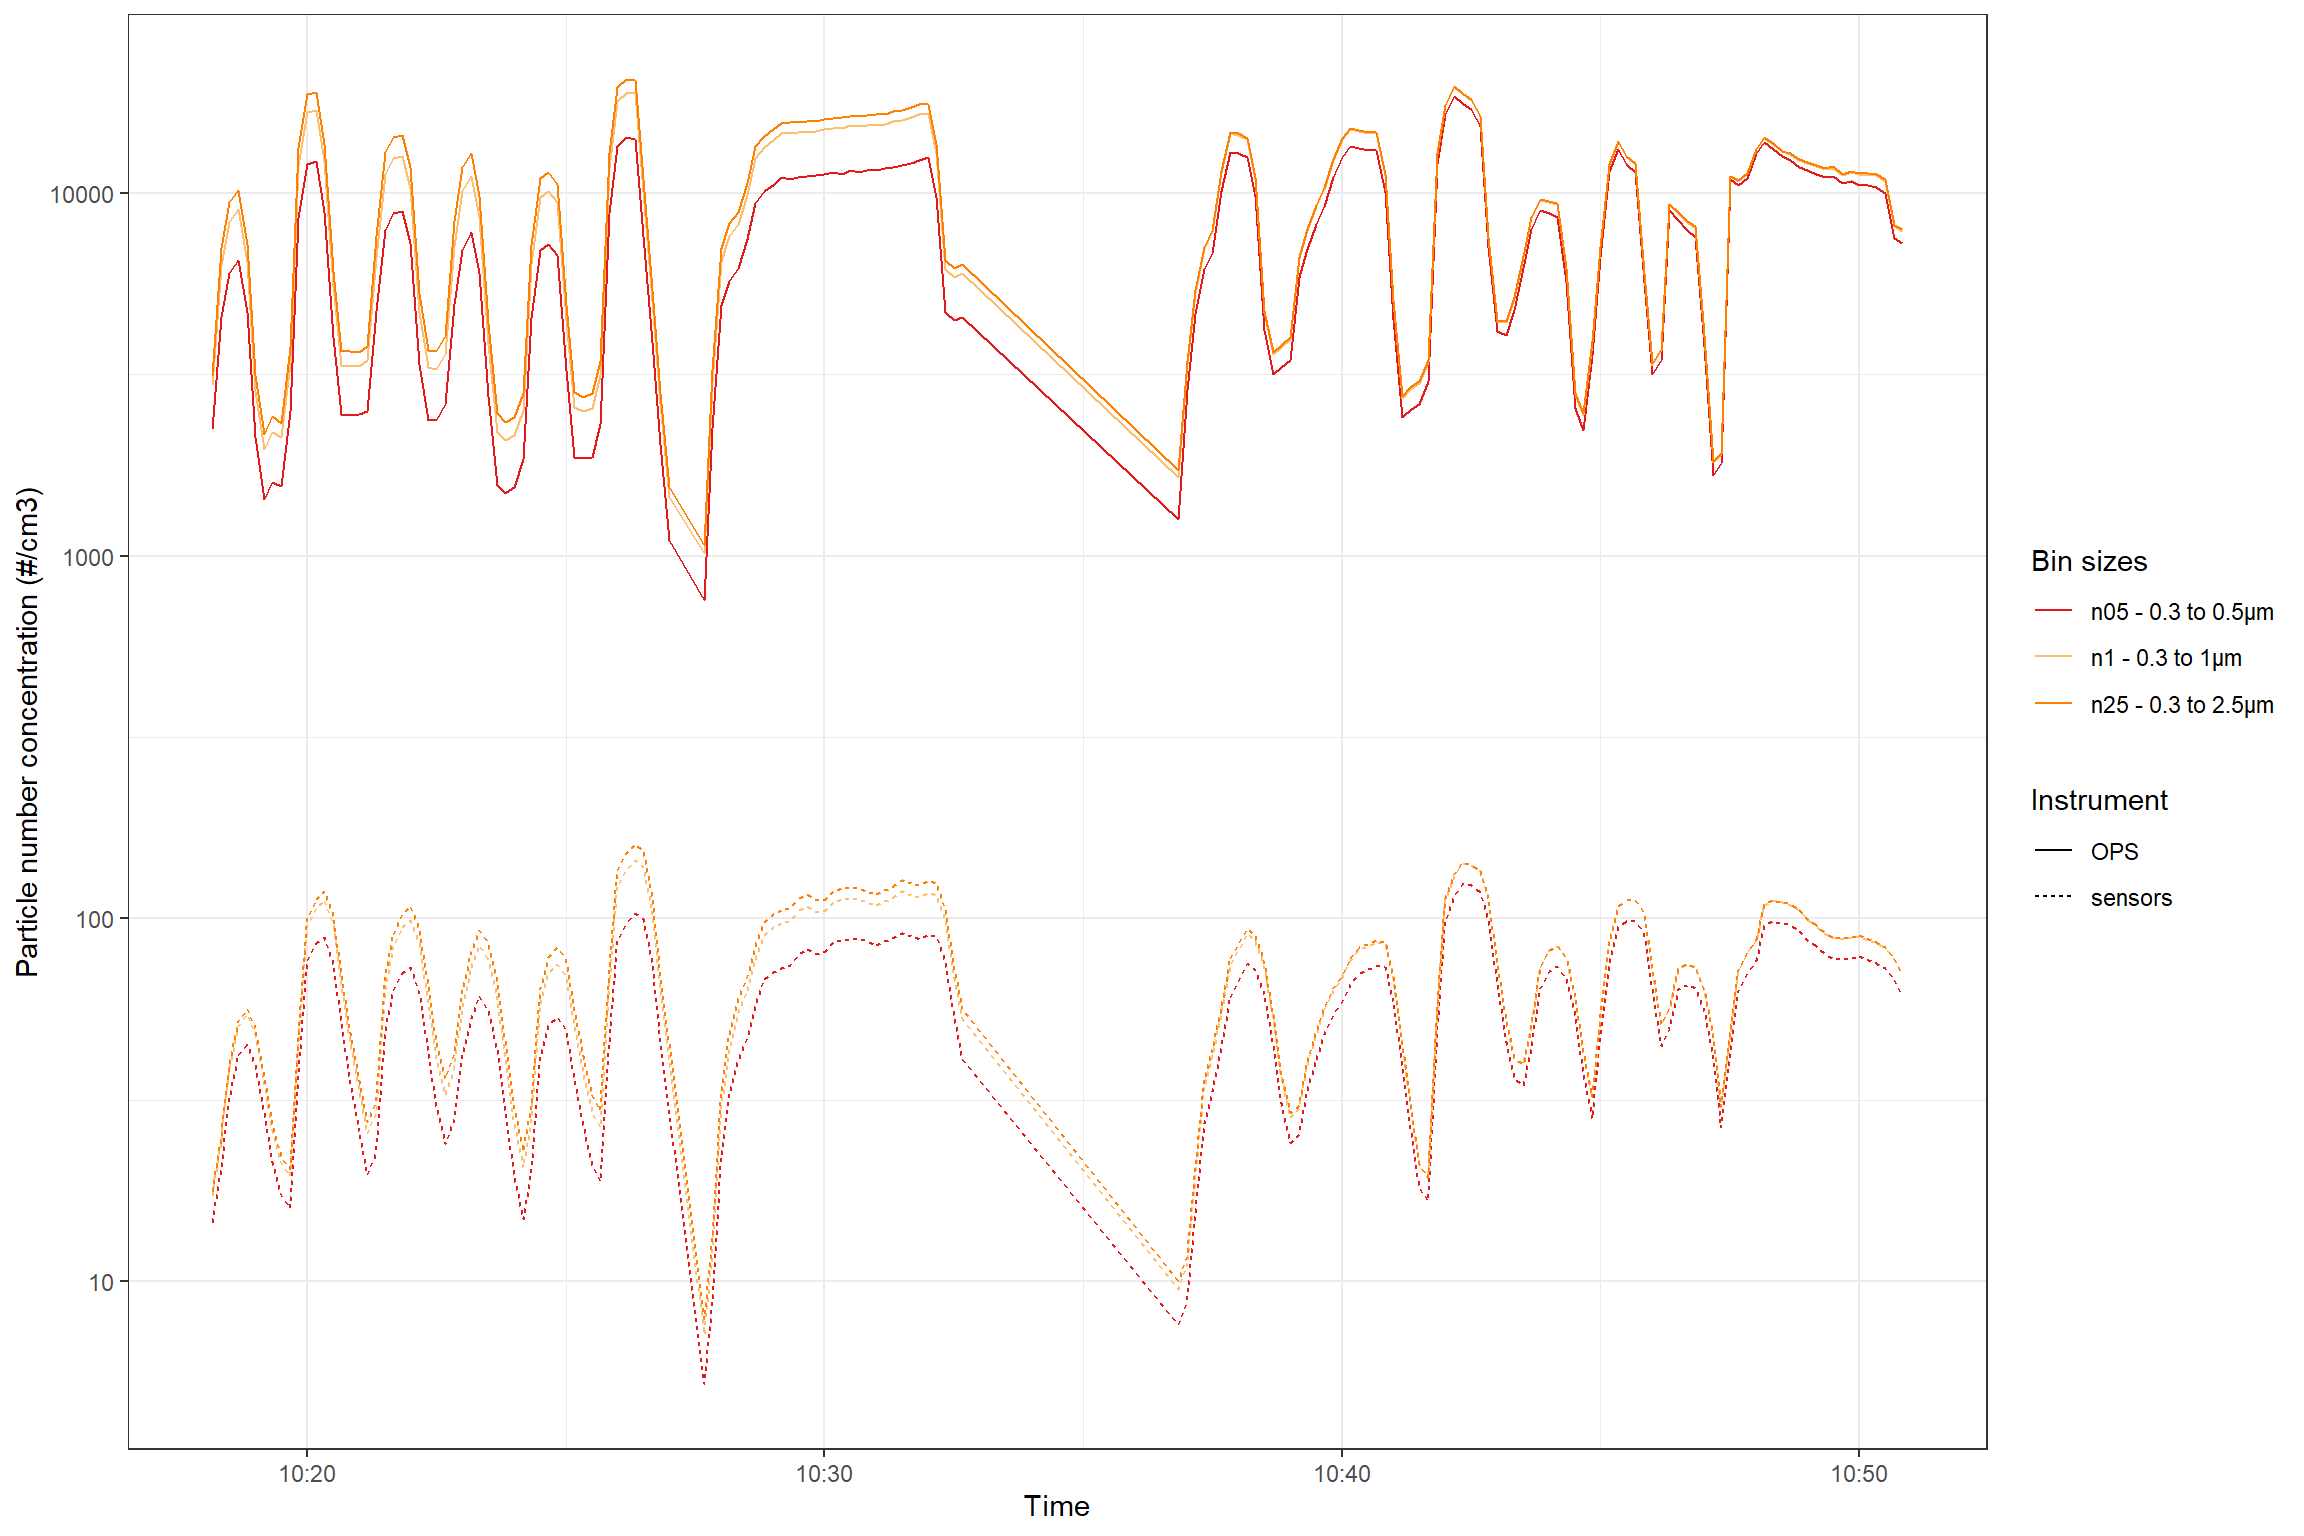 Particle number concentration (#/cm3)
10000
1000
100
10
10:20
10:30
10:40
10:50
Time
Bin sizes
n05 - 0.3 to 0.5µm
n1 - 0.3 to 1µm
n25 - 0.3 to 2.5µm
Instrument
OPS
sensors